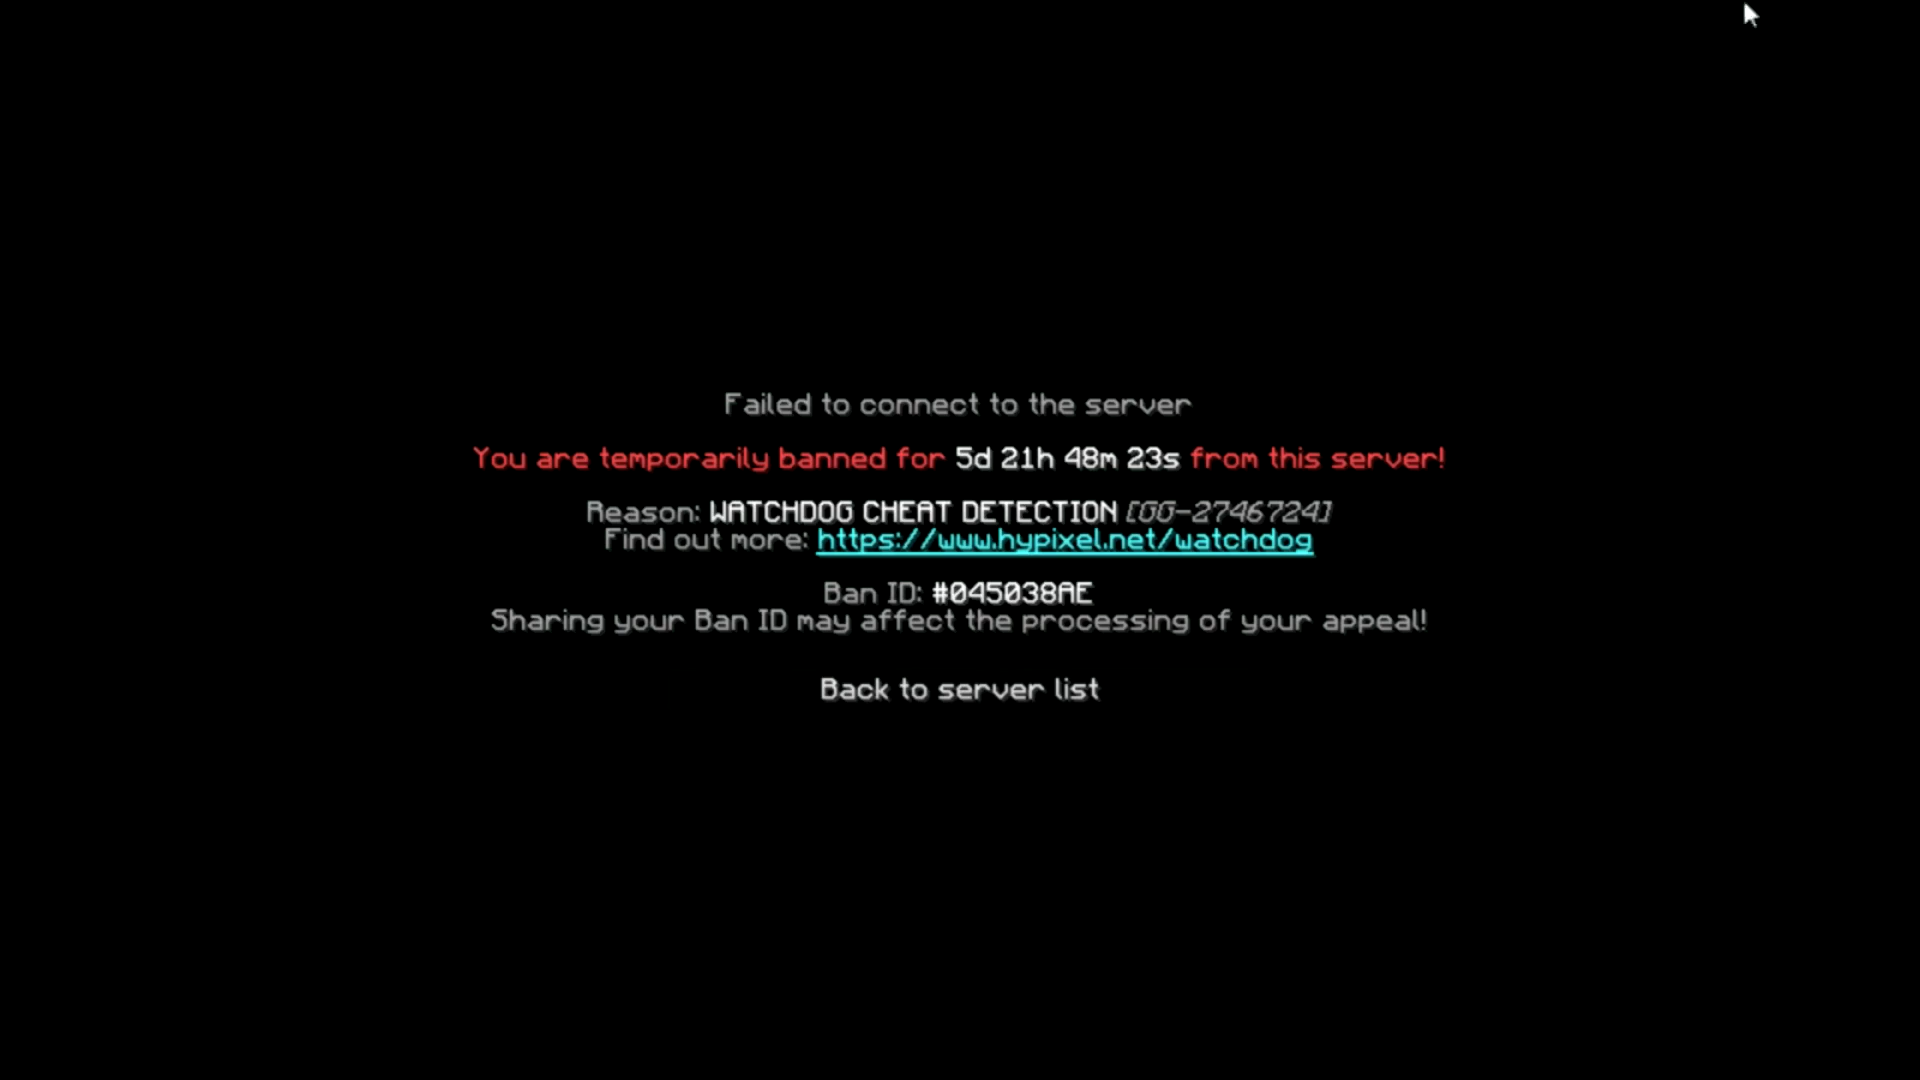 Failed to connect to the server
You are temporarily banned for 5d 21h 48m 23s from this server!
Reason: WATCHDOG CHEAT DETECTION [GG-2746724]
Find out more: https://www.hypixel.net/watchdog
Ban ID: #045038AE
Sharing your Ban ID may affect the processing of your appeal!
Back to server list